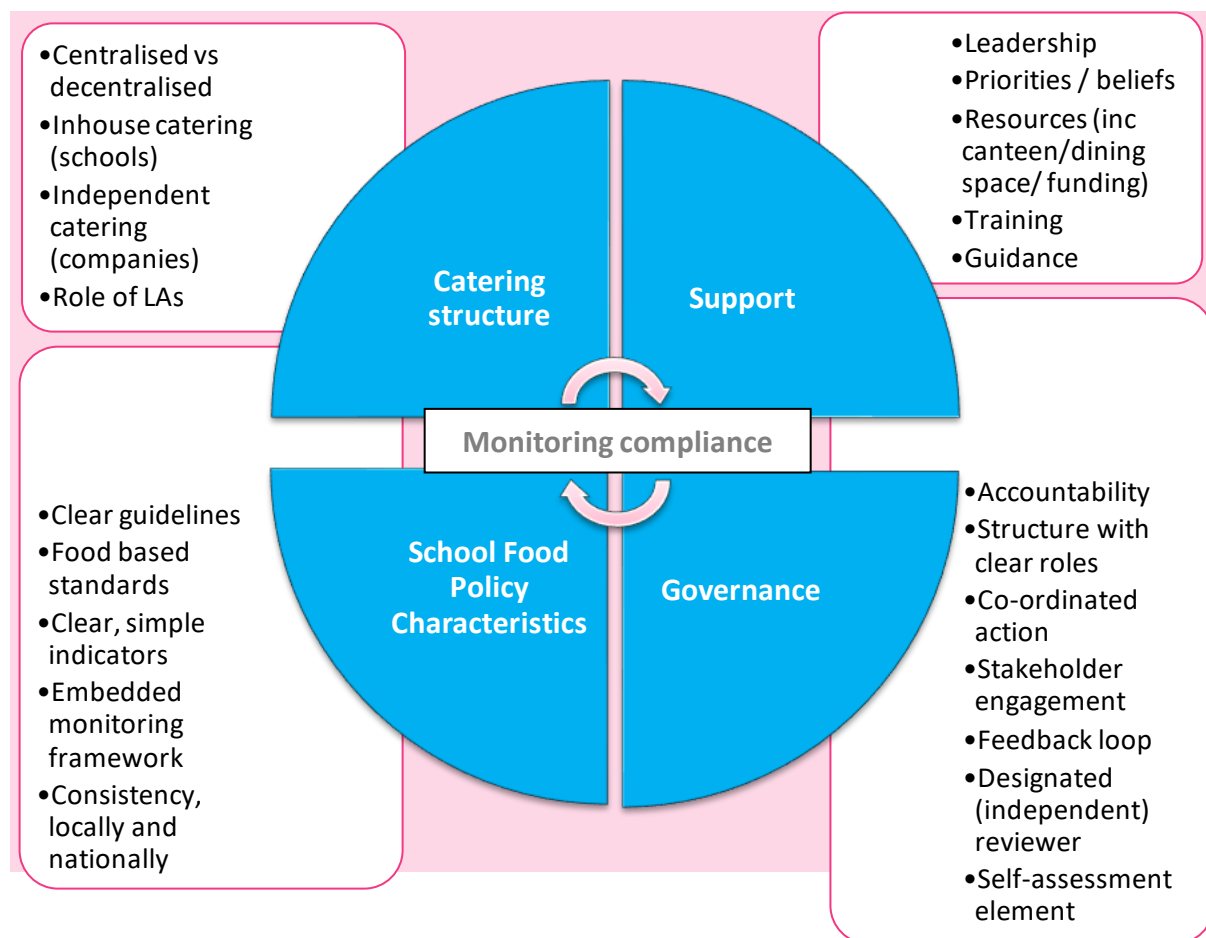 •Centralised vs
decentralised
•Inhouse catering
(schools)
•Independent
catering
(companies)
•Role of LAs
•Leadership
•Priorities / beliefs
•Resources (inc
canteen/dining
space/ funding)
•Training
•Guidance
Catering
structure
Support
Monitoring compliance
School Food
Policy
Characteristics
Governance
•Clear guidelines
•Food based
standards
•Clear, simple
indicators
•Embedded
monitoring
framework
•Consistency,
locally and
nationally
•Accountability
•Structure with
clear roles
•Co-ordinated
action
•Stakeholder
engagement
•Feedback loop
•Designated
(independent)
reviewer
•Self-assessment
element